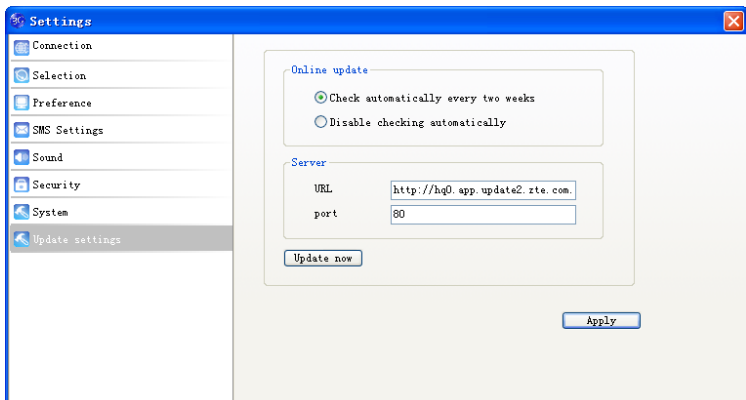 Settings
Connection
Selection
Preference
SMS Settings
Sound
Security
System
Update settings
Online update
Check automatically every two weeks
Disable checking automatically
Server
URL http://hq0.app.update2.zte.com.
port 80
Update now
Apply